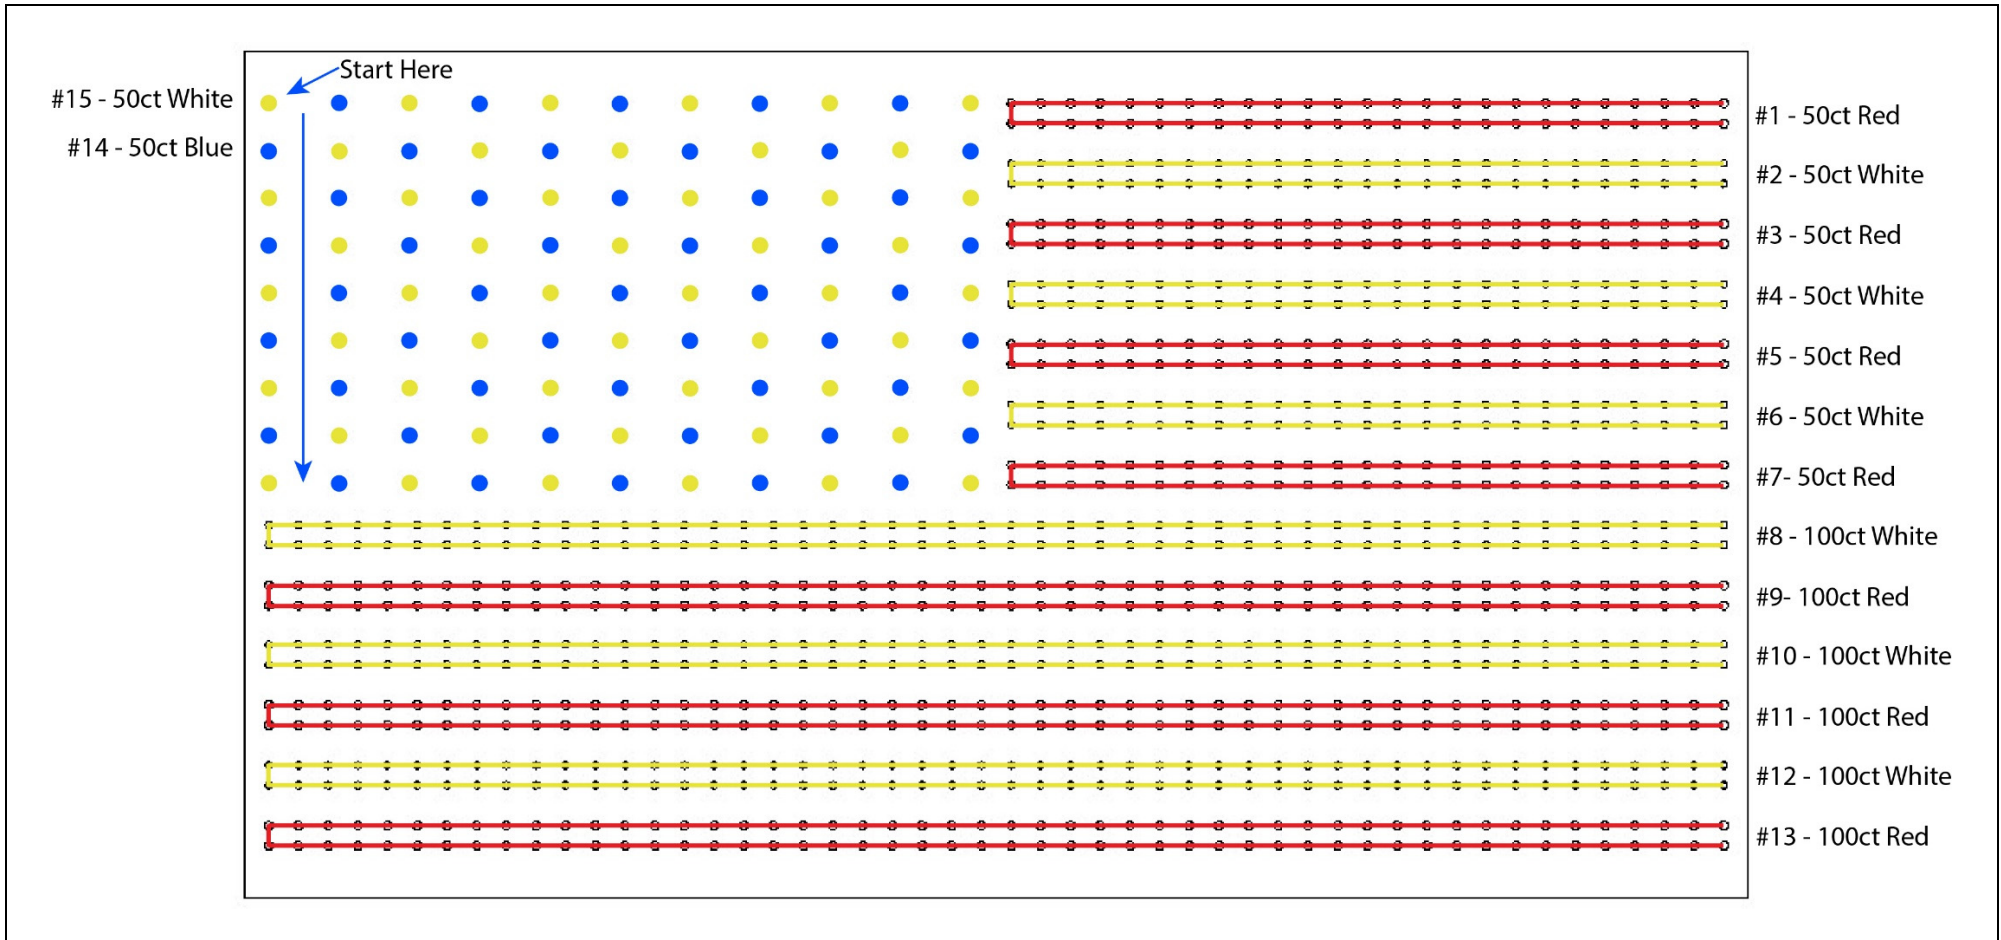 Start Here
#15 - 50ct White
#14 - 50ct Blue
#1 - 50ct Red
#2 - 50ct White
#3 - 50ct Red
#4 - 50ct White
#5 - 50ct Red
#6 - 50ct White
#7- 50ct Red
#8 - 100ct White
#9- 100ct Red
#10 - 100ct White
#11 - 100ct Red
#12 - 100ct White
#13 - 100ct Red